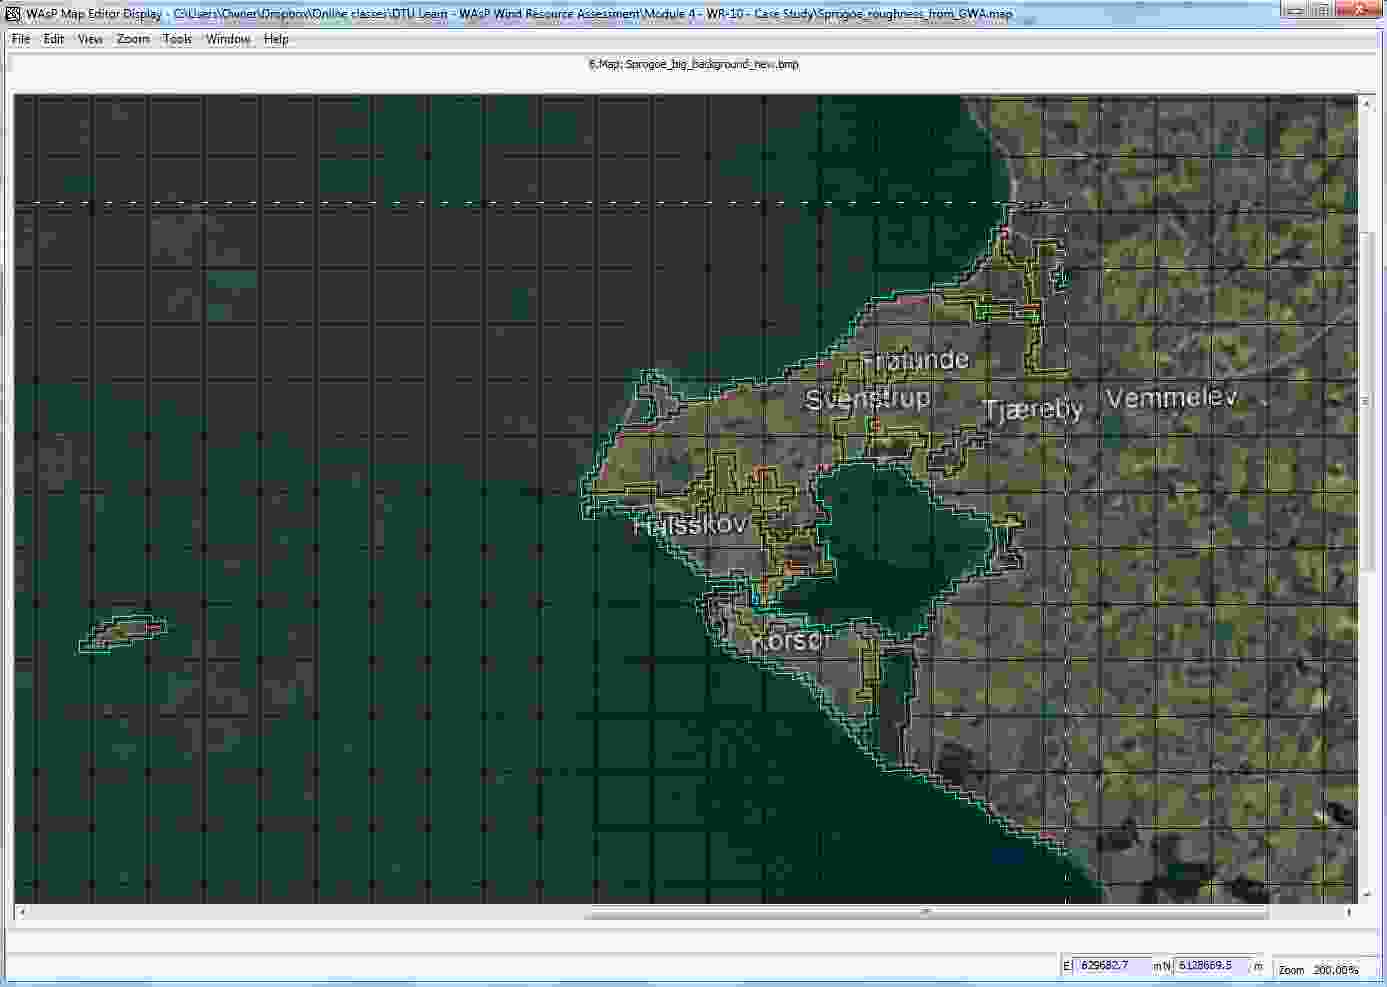 WAsP Map Editor Display - C:\Users\Owner\Dropbox\Online classes\DTU Learn - WAsP Wind Resource Assessment\Module 4 - WR-10 - Case Study\Sprogoe_roughness_from_GWA.map
File Edit View Zoom Tools Window Help
6.Map: Sprogoe_big_background_new.bmp
Frølunde
Svenstrup
Tjæreby
Vemmelev
Halsskov
Korsør
E: 629682.7 m N 6128669.5 m
Zoom 200.00%